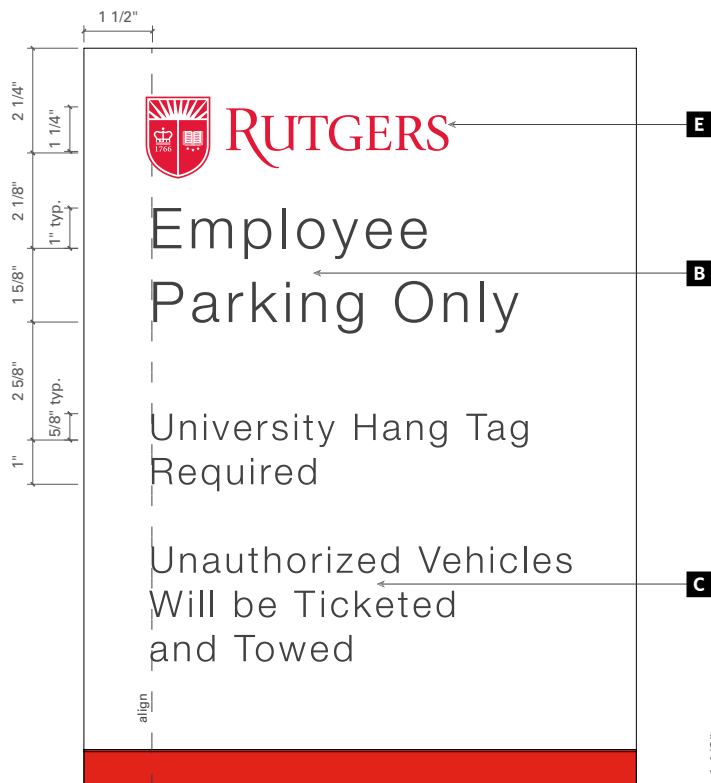 1 1/2"
2 1/4"
1 1/4"
1766
RUTGERS
E
2 1/8"
1" typ.
Employee
Parking Only
B
1 5/8"
2 5/8"
5/8" typ.
University Hang Tag
Required
1"
Unauthorized Vehicles
Will be Ticketed
and Towed
C
align